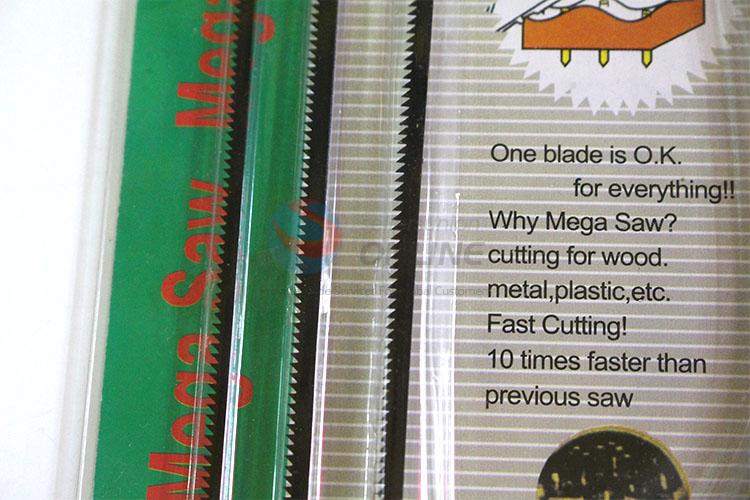 Mega Saw Mega
One blade is O.K.
for everything!!
Why Mega Saw?
cutting for wood.
metal,plastic,etc.
Fast Cutting!
10 times faster than
previous saw
ONLINE